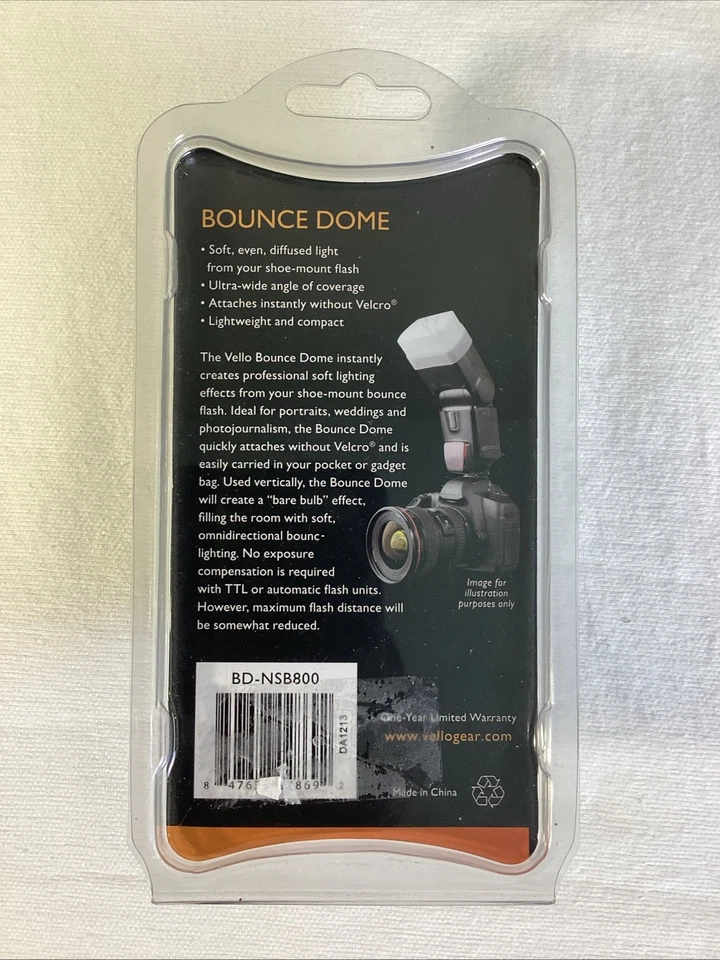 BOUNCE DOME
• Soft, even, diffused light
from your shoe-mount flash
• Ultra-wide angle of coverage
• Attaches instantly without Velcro®
• Lightweight and compact
The Vello Bounce Dome instantly
creates professional soft lighting
effects from your shoe-mount bounce
flash. Ideal for portraits, weddings and
photojournalism, the Bounce Dome
quickly attaches without Velcro® and is
easily carried in your pocket or gadget
bag. Used vertically, the Bounce Dome
will create a “bare bulb” effect,
filling the room with soft,
omnidirectional bounc-
lighting. No exposure
compensation is required
with TTL or automatic flash units.
However, maximum flash distance will
be somewhat reduced.
Image for
illustration
purposes only
BD-NSB800
DA1213
8 476 7869 2
One-Year Limited Warranty
www.vellogear.com
Made in China